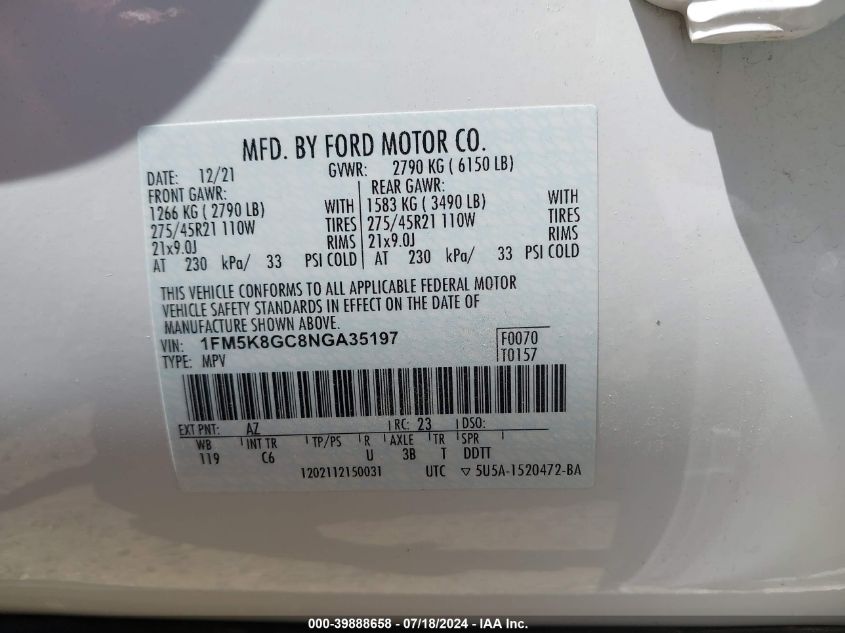 MFD. BY FORD MOTOR CO.
DATE: 12/21 GVWR: 2790 KG ( 6150 LB)
FRONT GAWR: REAR GAWR:
1266 KG ( 2790 LB) WITH 1583 KG ( 3490 LB) WITH
275/45R21 110W TIRES 275/45R21 110W TIRES
21x9.0J RIMS 21x9.0J RIMS
AT 230 kPa/ 33 PSI COLD AT 230 kPa/ 33 PSI COLD
THIS VEHICLE CONFORMS TO ALL APPLICABLE FEDERAL MOTOR
VEHICLE SAFETY STANDARDS IN EFFECT ON THE DATE OF
MANUFACTURE SHOWN ABOVE.
VIN: 1FM5K8GC8NGA35197 F0070
TYPE: MPV T0157
EXT PNT: AZ RC: 23 DSO:
WB INT TR TP/PS R AXLE TR SPR
119 C6 U 3B T DDTT
1202112150031 UTC ▽ 5U5A-1520472-BA
000-39888658 - 07/18/2024 - IAA Inc.